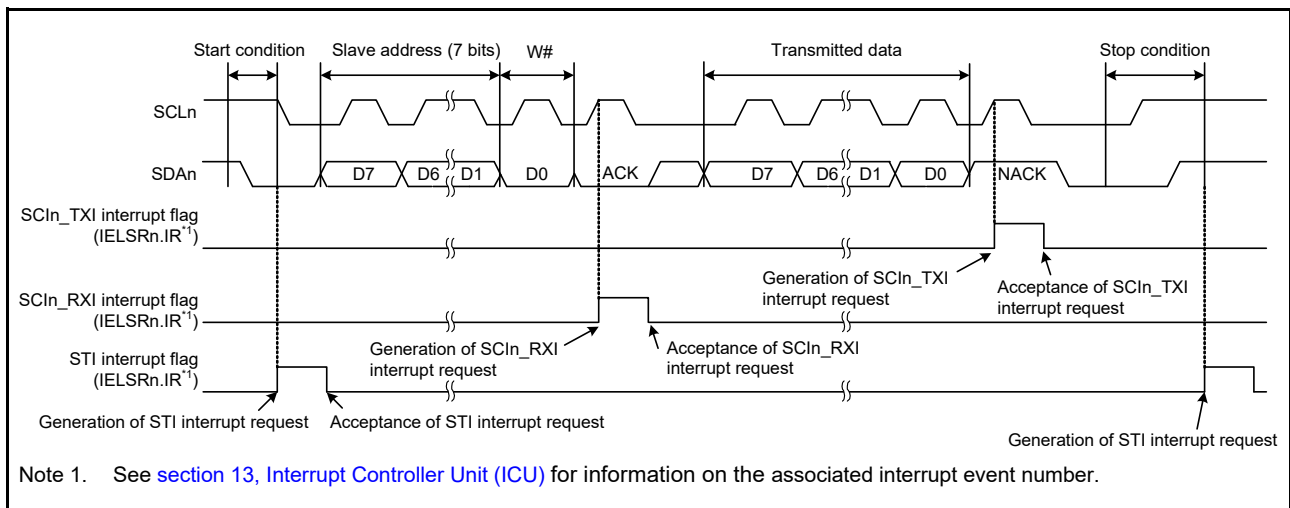 Start condition Slave address (7 bits) W# Transmitted data Stop condition
SCLn
SDAn D7 D6 D1 D0 ACK D7 D6 D1 D0 NACK
SCIn_TXI interrupt flag
(IELSRn.IR*1)
Generation of SCIn_TXI
interrupt request
Acceptance of SCIn_TXI
interrupt request
SCIn_RXI interrupt flag
(IELSRn.IR*1)
Generation of SCIn_RXI
interrupt request
Acceptance of SCIn_RXI
interrupt request
STI interrupt flag
(IELSRn.IR*1)
Generation of STI interrupt request
Acceptance of STI interrupt request
Generation of STI interrupt request
Note 1. See section 13, Interrupt Controller Unit (ICU) for information on the associated interrupt event number.